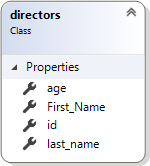 directors
Class
Properties
age
First_Name
id
last_name